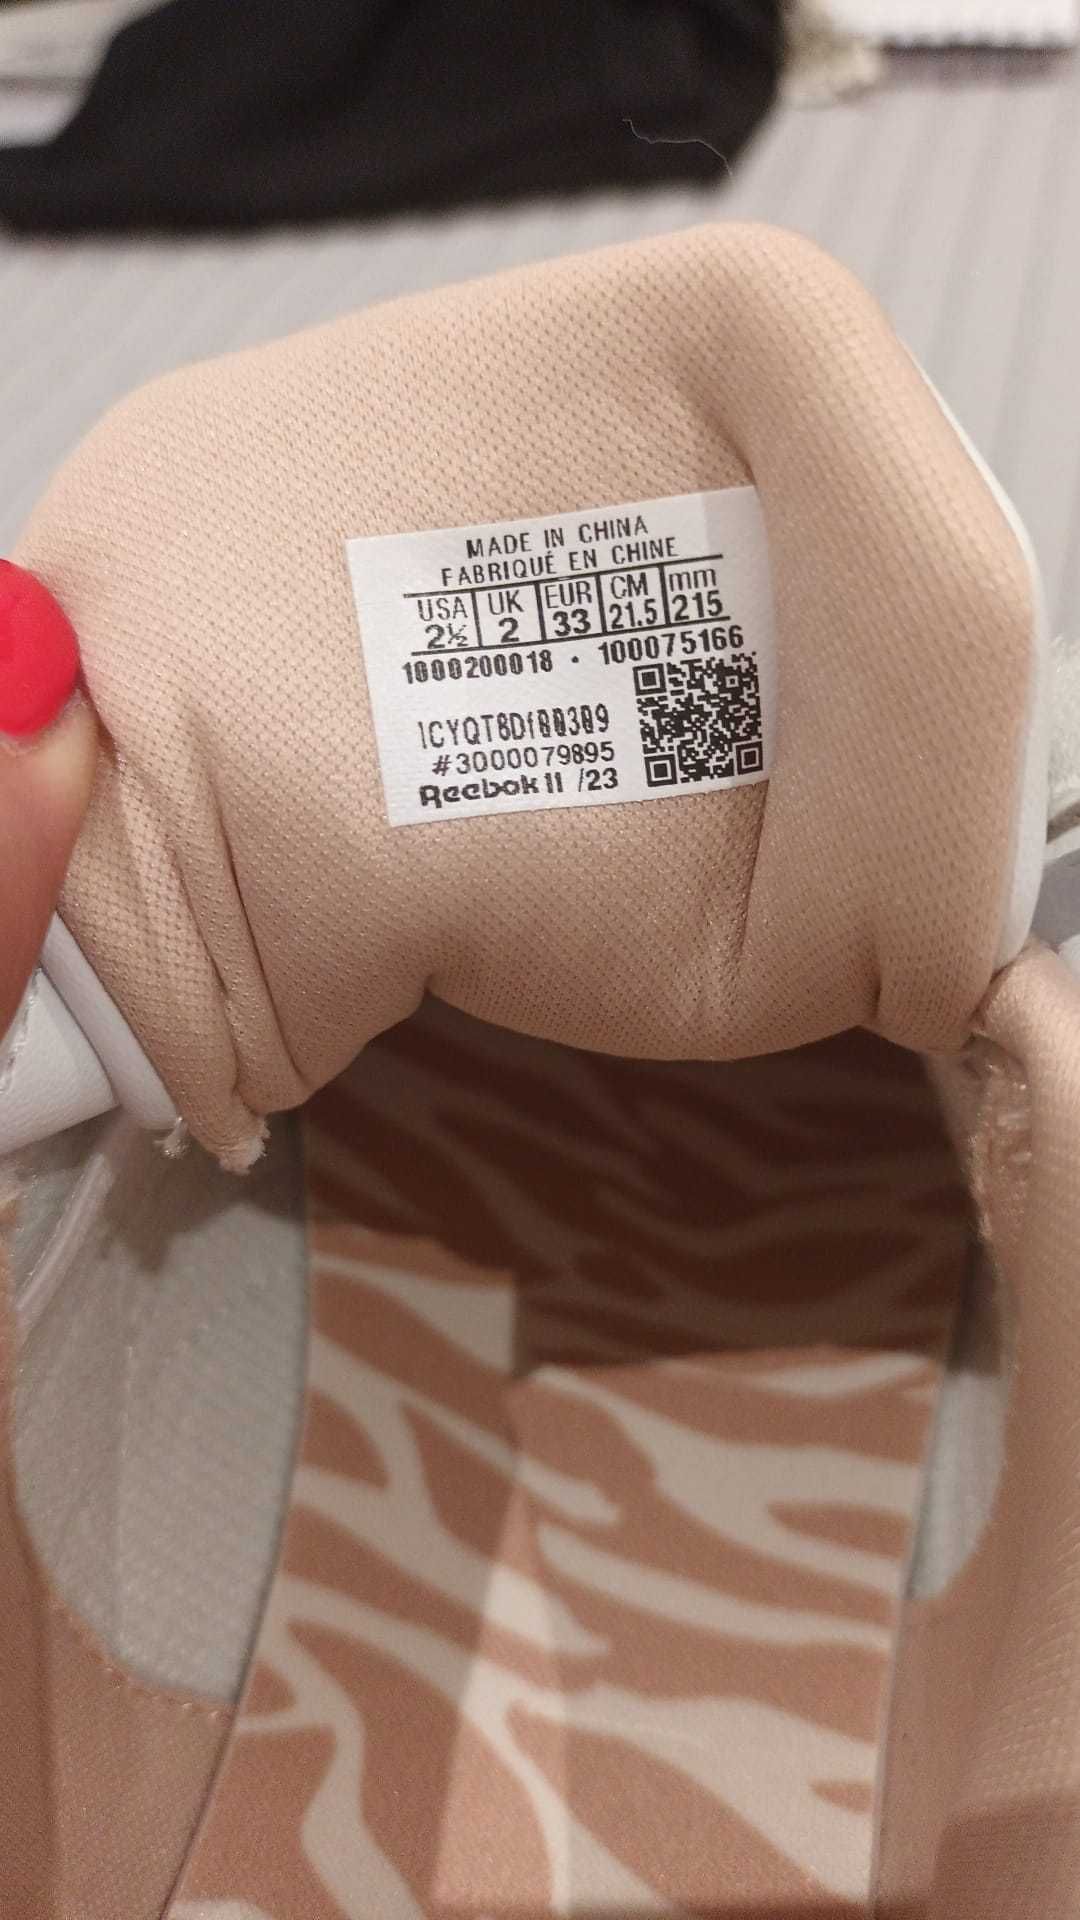 MADE IN CHINA
FABRIQUÉ EN CHINE
USA UK EUR CM mm
2½ 2 33 21.5 215
1000200018 · 100075166
#3000079895
Reebok 11 /23